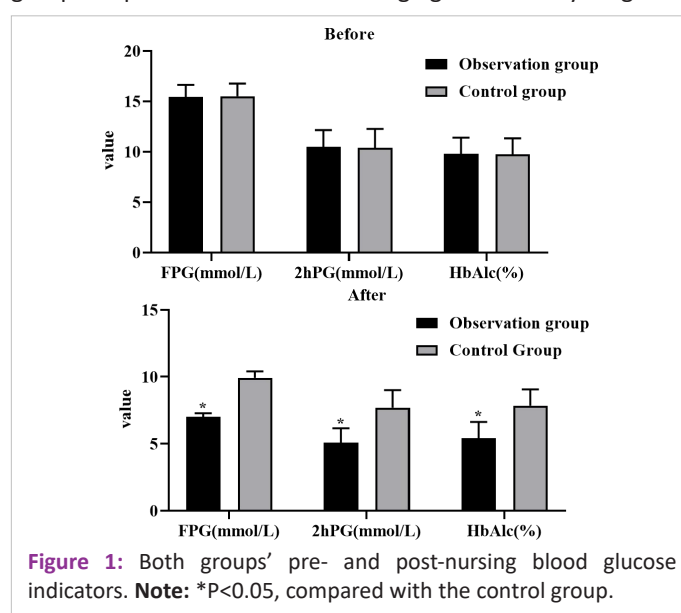 Before
20
15
10
5
0
value
Observation group
Control group
FPG(mmol/L) 2hPG(mmol/L) HbAlc(%)
After
15
10
5
0
value
Observation group
Control Group
* * *
FPG(mmol/L) 2hPG(mmol/L) HbAlc(%)
Figure 1: Both groups’ pre- and post-nursing blood glucose
indicators. Note: *P<0.05, compared with the control group.